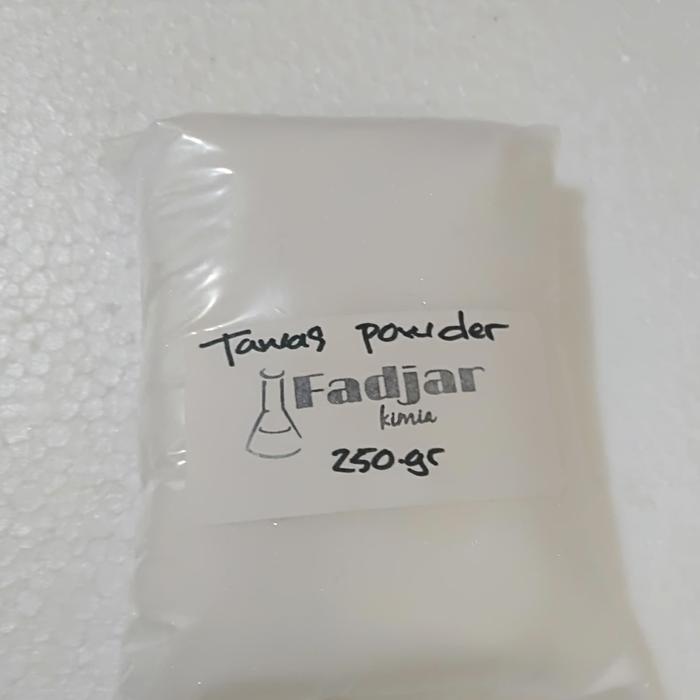 Tawas powder
Fadjar
kimia
250.gr